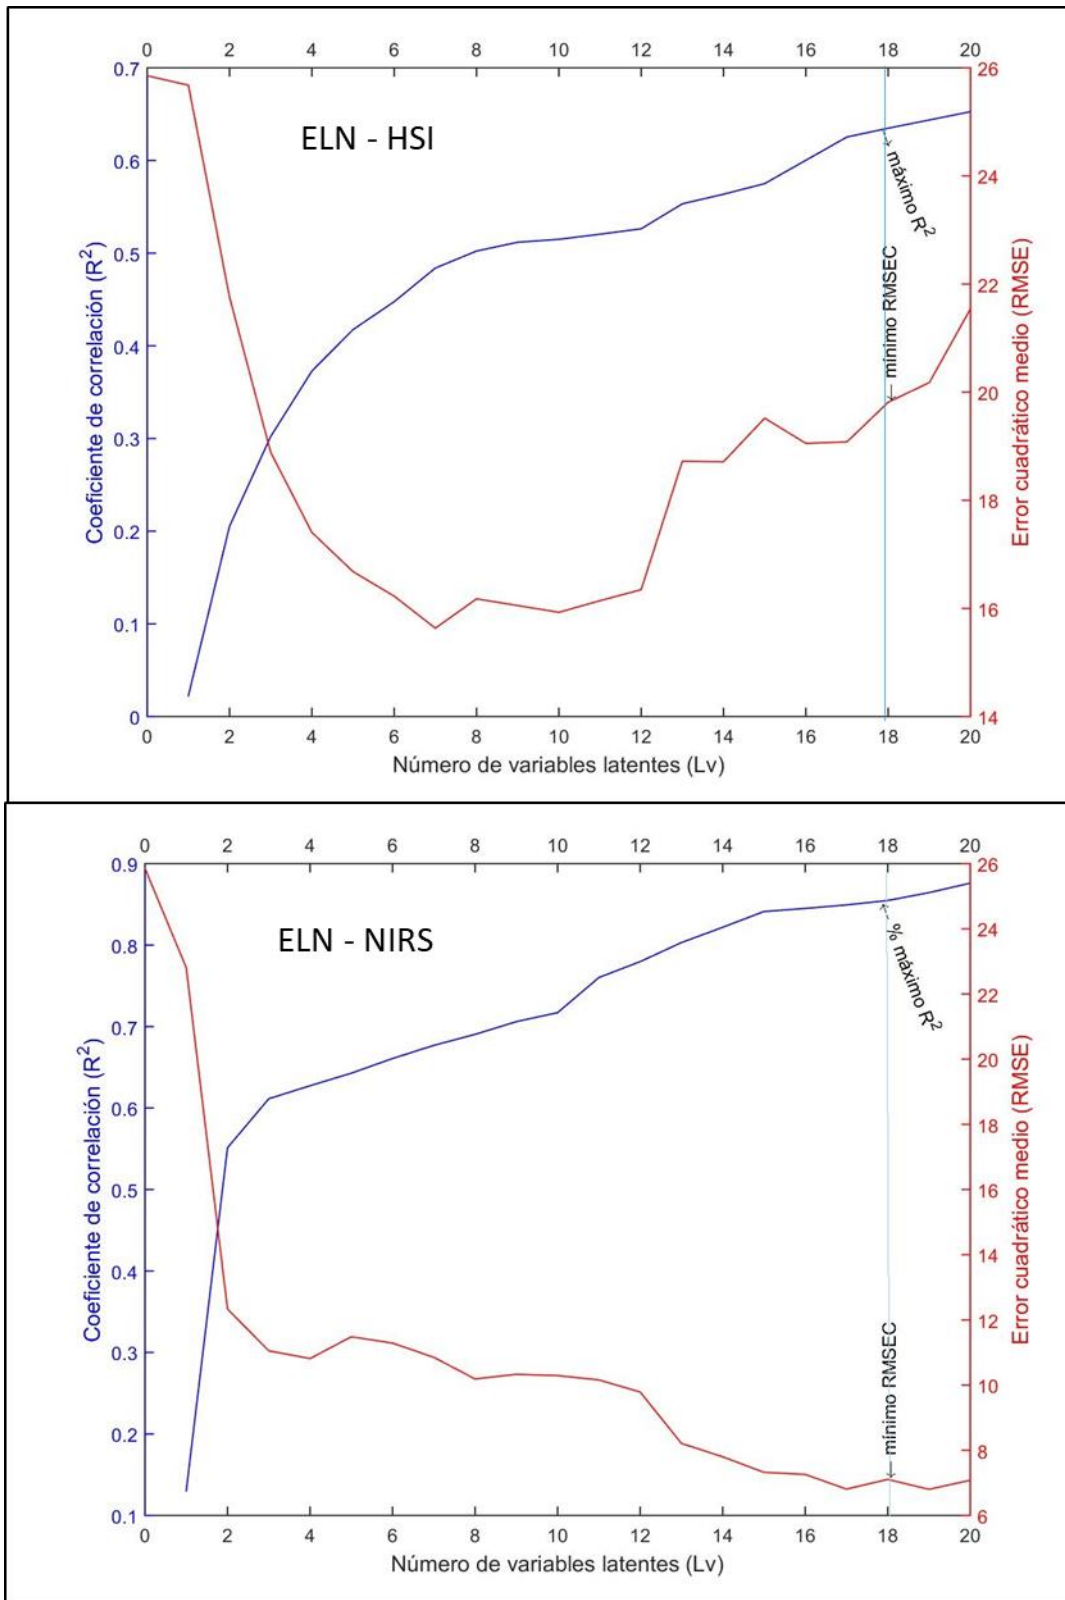 0 2 4 6 8 10 12 14 16 18 20
0.7 26
ELN - HSI
0.6
24
máximo R²
0.5
22
mínimo RMSEC
Coeficiente de correlación (R²)
Error cuadrático medio (RMSE)
0.4
20
0.3
18
0.2
16
0.1
0 14
0 2 4 6 8 10 12 14 16 18 20
Número de variables latentes (Lv)
0 2 4 6 8 10 12 14 16 18 20
0.9 26
ELN - NIRS
24
% máximo R²
0.8
22
0.7
20
Coeficiente de correlación (R²)
Error cuadrático medio (RMSE)
0.6
18
0.5
16
0.4
14
12
0.3
mínimo RMSEC
10
0.2
8
0.1 6
0 2 4 6 8 10 12 14 16 18 20
Número de variables latentes (Lv)